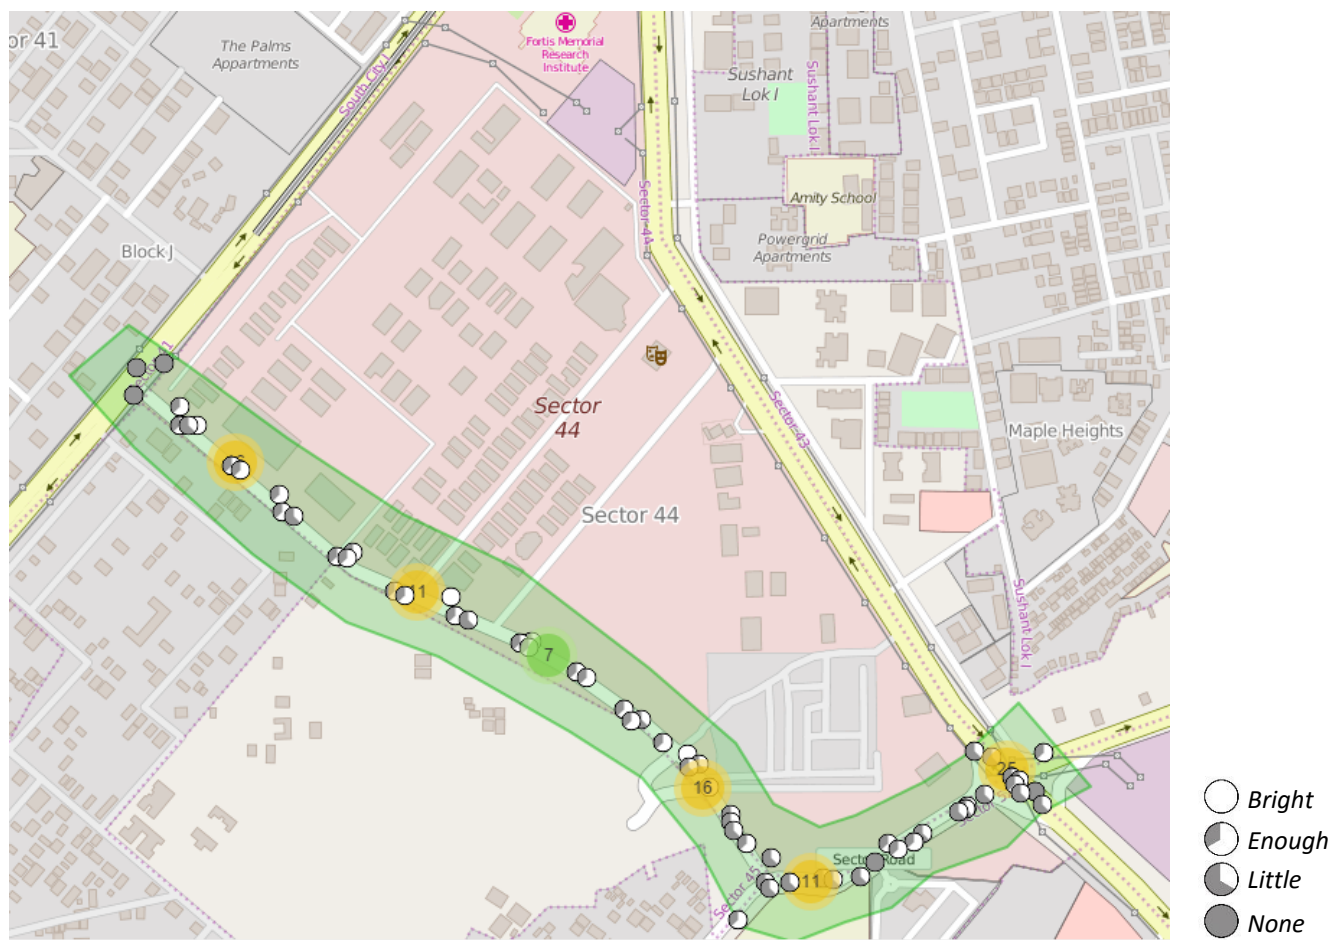 or 41
The Palms
Appartments
South City I
Fortis Memorial
Research
Institute
Apartments
Sushant
Lok I
Sushant Lok I
Amity School
Sector 44
Powergrid
Apartments
Block J
Sector
44
Sector 43
Maple Heights
Sector 44
Sushant Lok I
11
7
25
16
Sector Road
11
Sector 45
Bright
Enough
Little
None